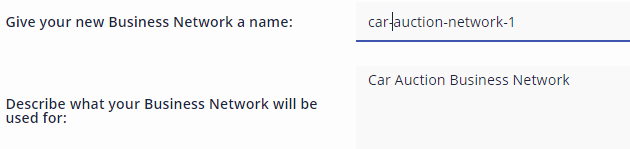 Give your new Business Network a name:
car-auction-network-1
Describe what your Business Network will be
used for:
Car Auction Business Network